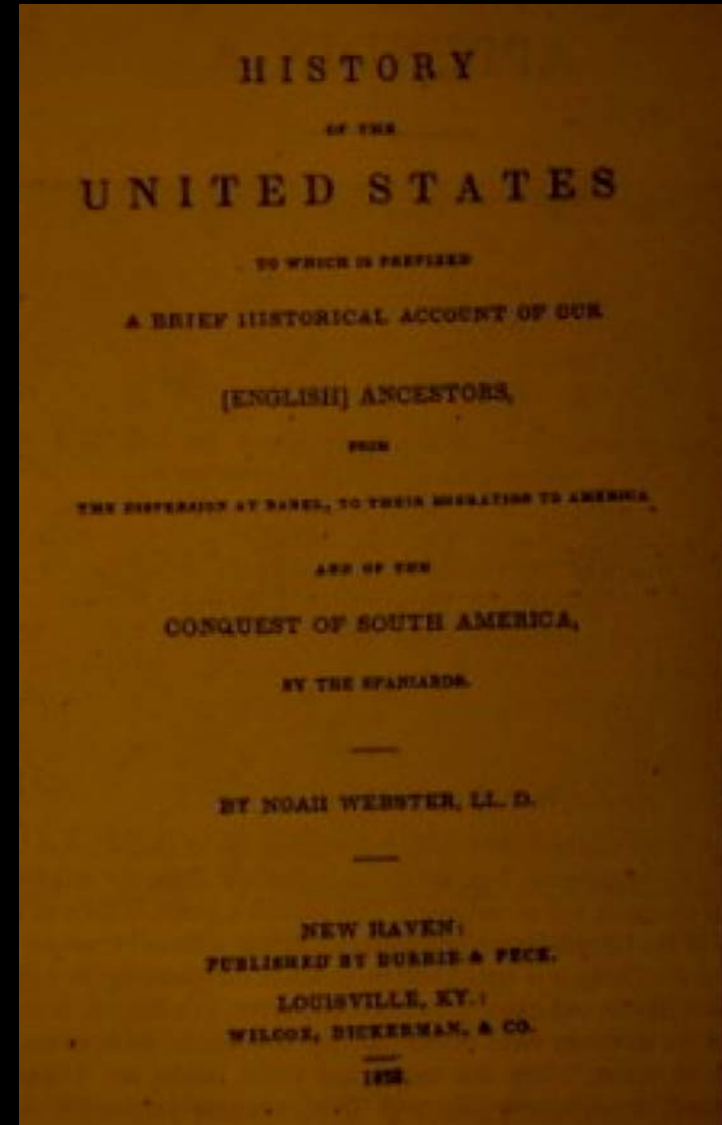 HISTORY
OF THE
UNITED STATES
TO WHICH IS PREFIXED
A BRIEF HISTORICAL ACCOUNT OF OUR
[ENGLISH] ANCESTORS,
FROM
THE DISPERSION AT BABEL, TO THEIR MIGRATION TO AMERICA
AND OF THE
CONQUEST OF SOUTH AMERICA,
BY THE SPANIARDS.
BY NOAH WEBSTER, LL. D.
NEW HAVEN:
PUBLISHED BY DURRIE & PECK.
LOUISVILLE, KY.:
WILCOX, DICKERMAN, & CO.